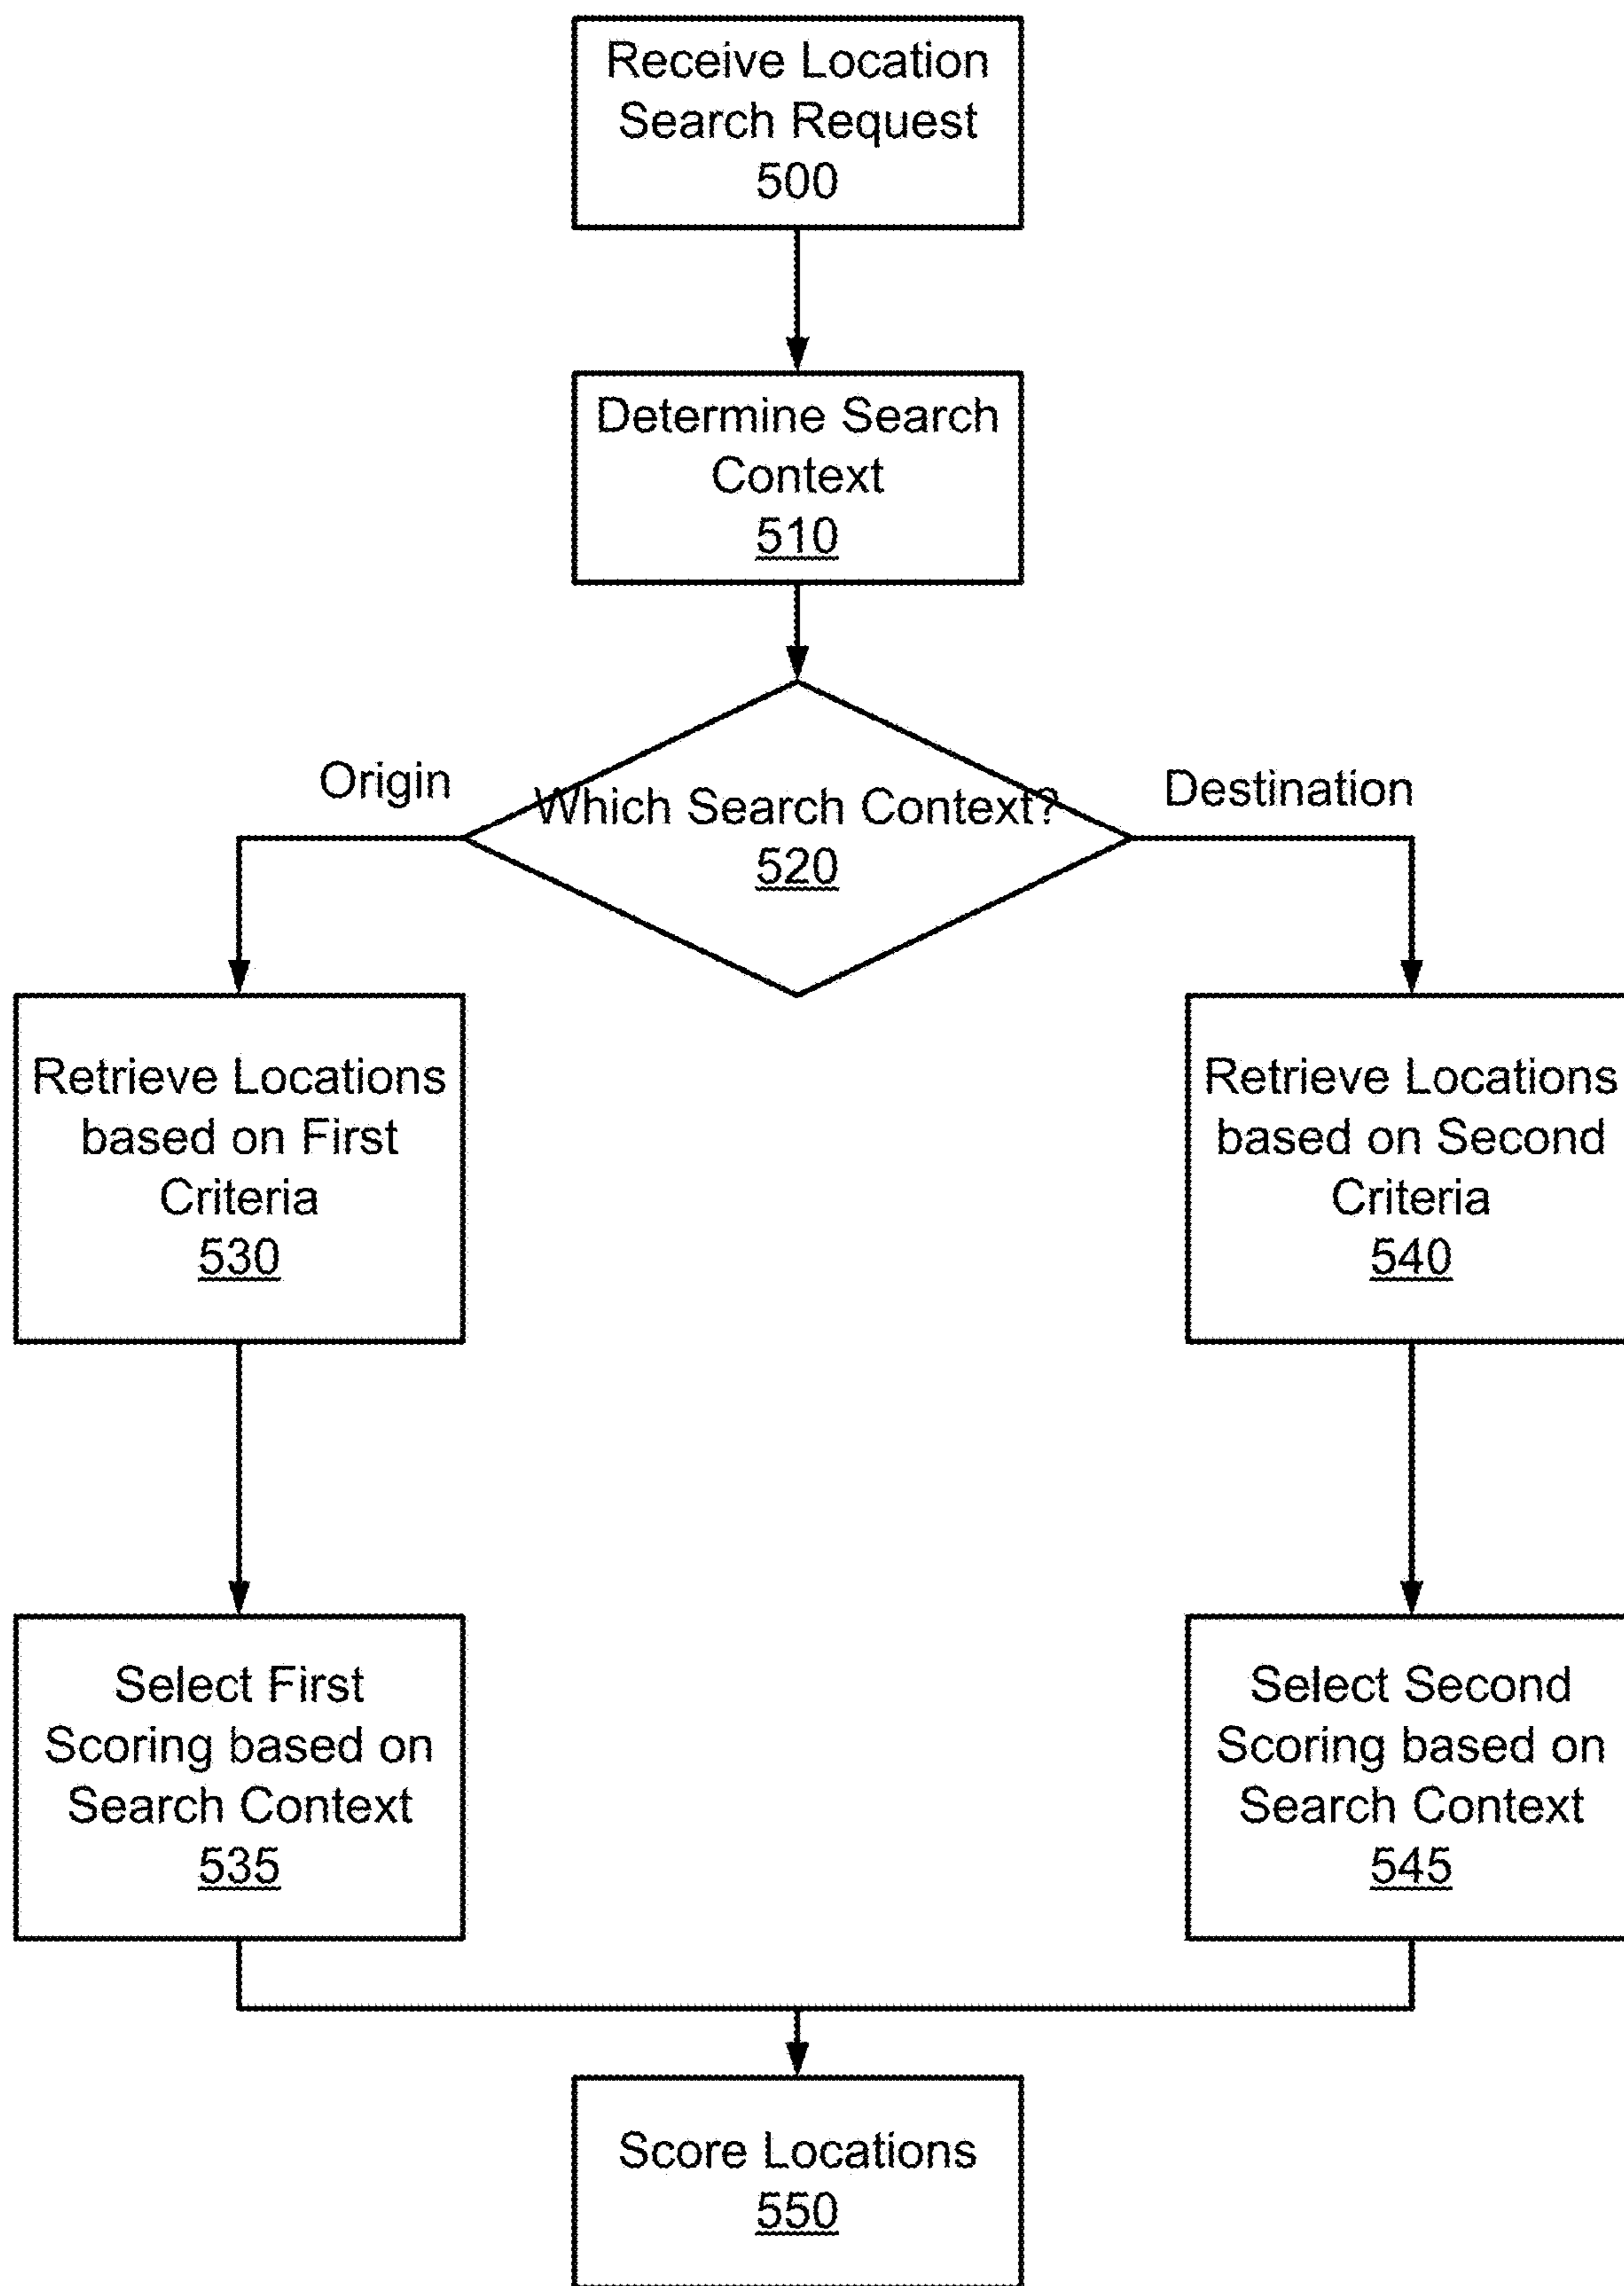 Receive Location
Search Request
500
Determine Search
Context
510
Origin
Which Search Context?
520
Destination
Retrieve Locations
based on First
Criteria
530
Retrieve Locations
based on Second
Criteria
540
Select First
Scoring based on
Search Context
535
Select Second
Scoring based on
Search Context
545
Score Locations
550